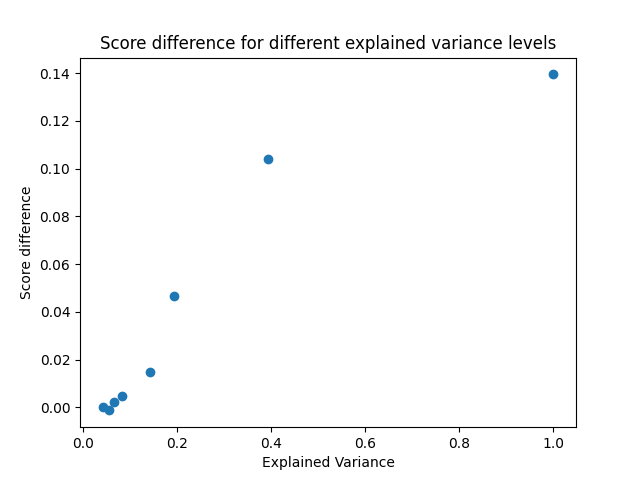 Score difference for different explained variance levels
0.14
0.12
0.10
0.08
0.06
0.04
0.02
0.00
Score difference
0.0 0.2 0.4 0.6 0.8 1.0
Explained Variance